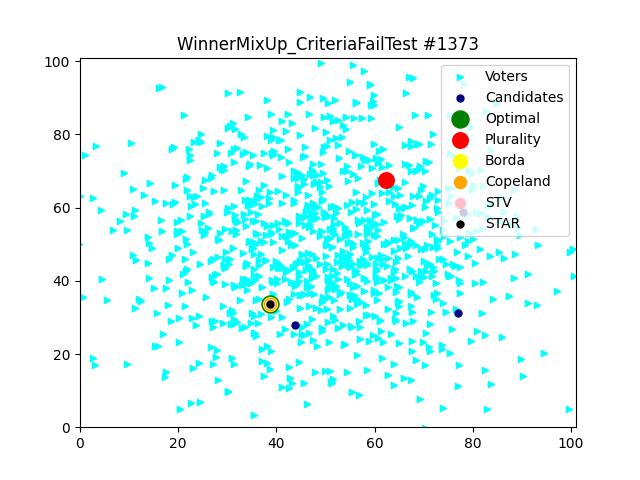 WinnerMixUp_CriteriaFailTest #1373
100
80
60
40
20
0
0
20
40
60
80
100
Voters
Candidates
Optimal
Plurality
Borda
Copeland
STV
STAR